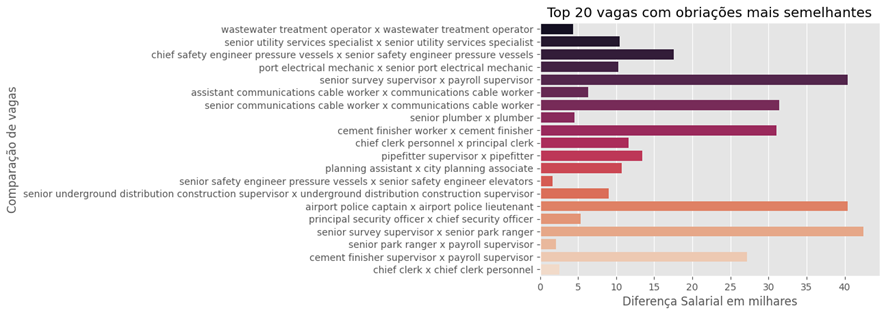 Top 20 vagas com obriações mais semelhantes
Comparação de vagas
wastewater treatment operator x wastewater treatment operator
senior utility services specialist x senior utility services specialist
chief safety engineer pressure vessels x senior safety engineer pressure vessels
port electrical mechanic x senior port electrical mechanic
senior survey supervisor x payroll supervisor
assistant communications cable worker x communications cable worker
senior communications cable worker x communications cable worker
senior plumber x plumber
cement finisher worker x cement finisher
chief clerk personnel x principal clerk
pipefitter supervisor x pipefitter
planning assistant x city planning associate
senior safety engineer pressure vessels x senior safety engineer elevators
senior underground distribution construction supervisor x underground distribution construction supervisor
airport police captain x airport police lieutenant
principal security officer x chief security officer
senior survey supervisor x senior park ranger
senior park ranger x payroll supervisor
cement finisher supervisor x payroll supervisor
chief clerk x chief clerk personnel
0 5 10 15 20 25 30 35 40
Diferença Salarial em milhares